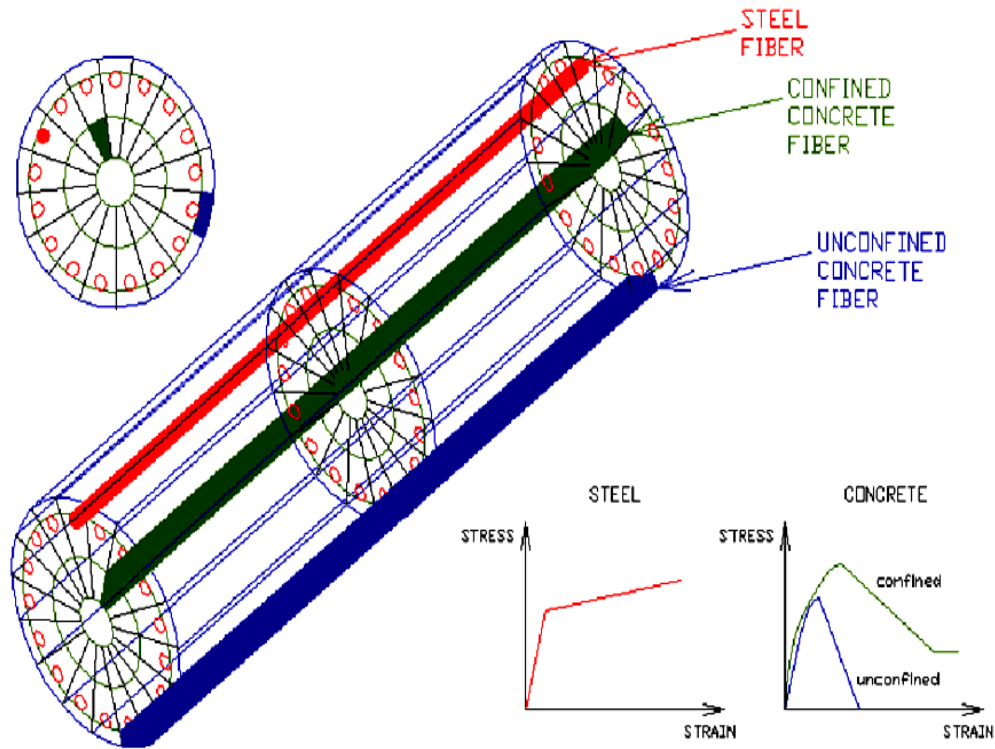 STEEL
FIBER
CONFINED
CONCRETE
FIBER
UNCONFINED
CONCRETE
FIBER
STEEL
STRESS
STRAIN
CONCRETE
STRESS
confined
unconfined
STRAIN